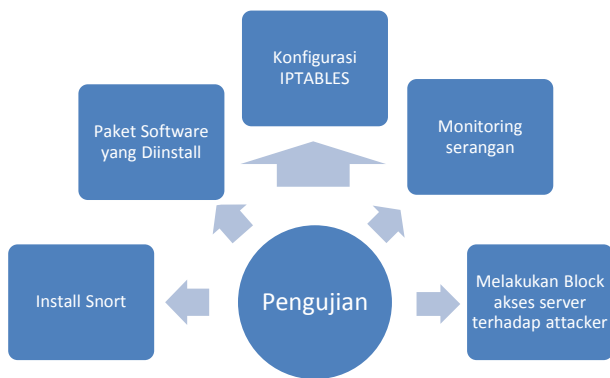 Konfigurasi
IPTABLES
Paket Software
yang Diinstall
Monitoring
serangan
Install Snort
Pengujian
Melakukan Block
akses server
terhadap attacker